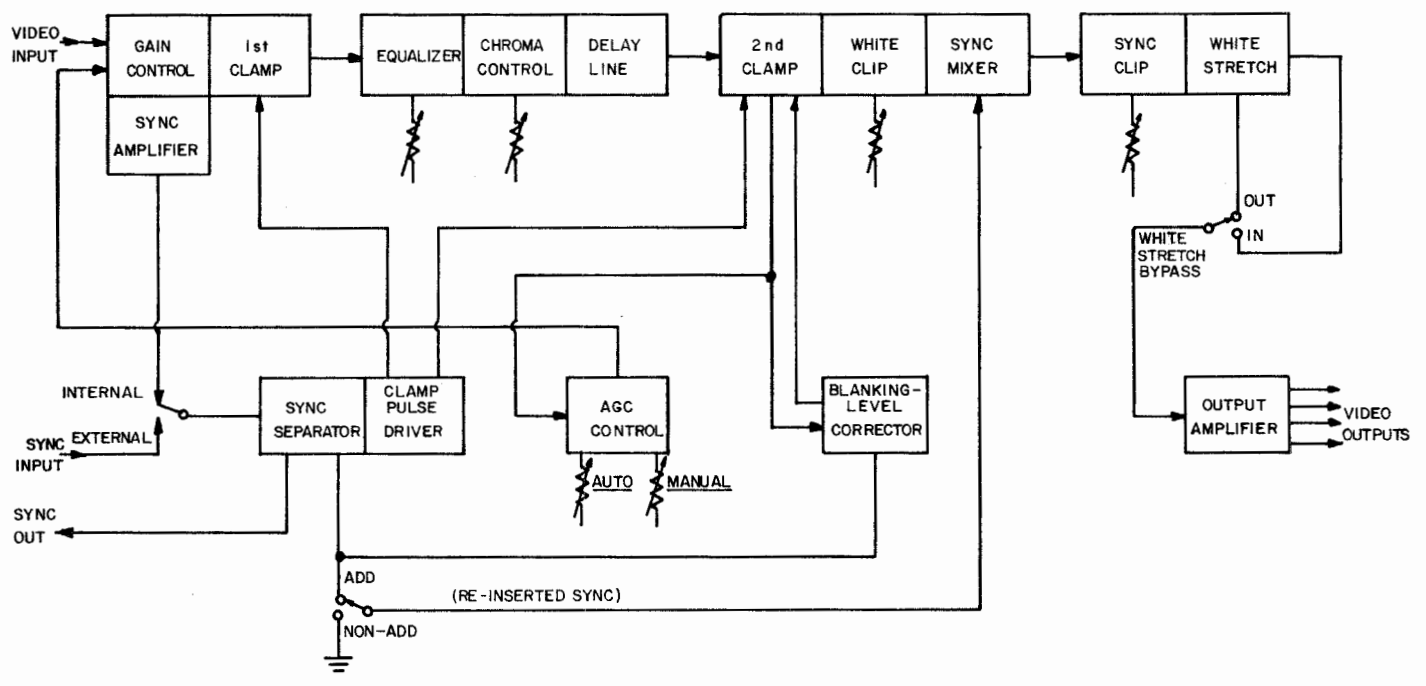 VIDEO
INPUT
GAIN
CONTROL
1st
CLAMP
SYNC
AMPLIFIER
EQUALIZER
CHROMA
CONTROL
DELAY
LINE
2nd
CLAMP
WHITE
CLIP
SYNC
MIXER
SYNC
CLIP
WHITE
STRETCH
OUT
IN
WHITE
STRETCH
BYPASS
INTERNAL
EXTERNAL
SYNC
INPUT
SYNC
OUT
SYNC
SEPARATOR
CLAMP
PULSE
DRIVER
AGC
CONTROL
AUTO
MANUAL
BLANKING-
LEVEL
CORRECTOR
OUTPUT
AMPLIFIER
VIDEO
OUTPUTS
ADD
(RE-INSERTED SYNC)
NON-ADD